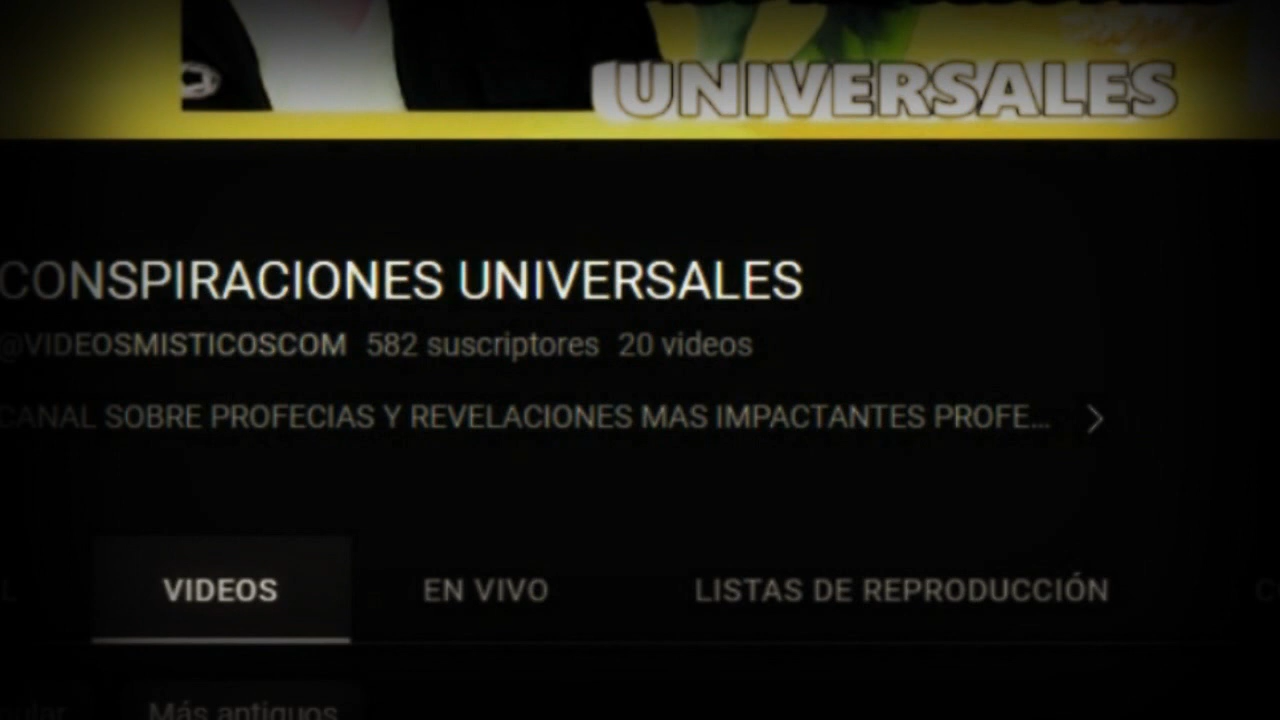 UNIVERSALES
CONSPIRACIONES UNIVERSALES
@VIDEOSMISTICOSCOM 582 suscriptores 20 videos
CANAL SOBRE PROFECIAS Y REVELACIONES MAS IMPACTANTES PROFE...
VIDEOS EN VIVO LISTAS DE REPRODUCCIÓN
Más antiguos